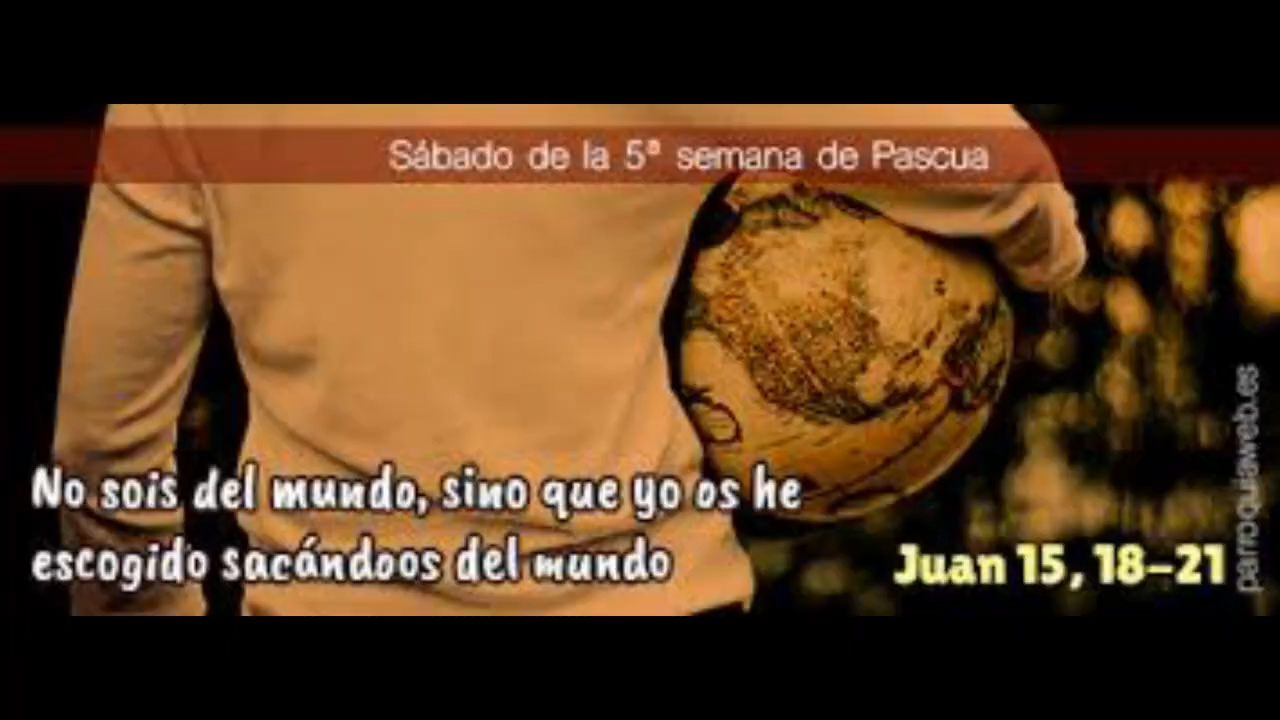 Sábado de la 5ª semana de Pascua
No sois del mundo, sino que yo os he
escogido sacándoos del mundo
Juan 15, 18-21
parroquiaweb.es